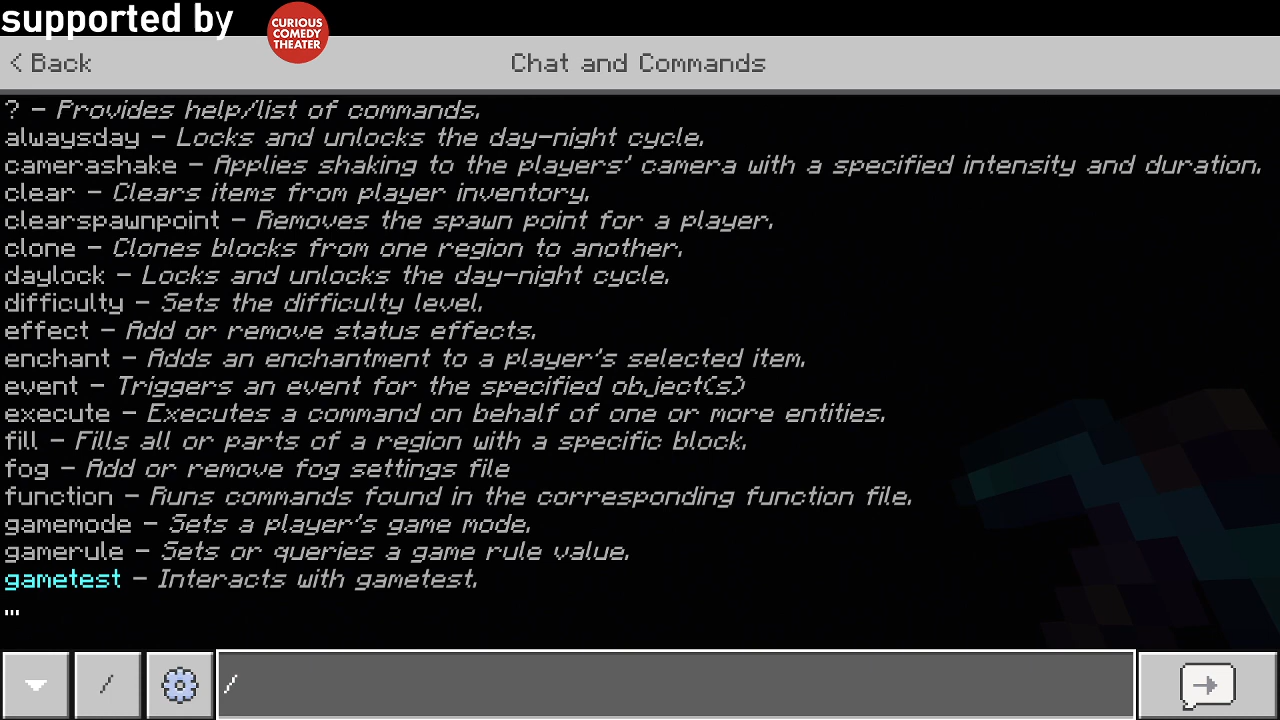 supported by
CURIOUS
COMEDY
THEATER
< Back
Chat and Commands
? - Provides help/list of commands.
alwaysday - Locks and unlocks the day-night cycle.
camerashake - Applies shaking to the players' camera with a specified intensity and duration.
clear - Clears items from player inventory.
clearspawnpoint - Removes the spawn point for a player.
clone - Clones blocks from one region to another.
daylock - Locks and unlocks the day-night cycle.
difficulty - Sets the difficulty level.
effect - Add or remove status effects.
enchant - Adds an enchantment to a player's selected item.
event - Triggers an event for the specified object(s)
execute - Executes a command on behalf of one or more entities.
fill - Fills all or parts of a region with a specific block.
fog - Add or remove fog settings file
function - Runs commands found in the corresponding function file.
gamemode - Sets a player's game mode.
gamerule - Sets or queries a game rule value.
gametest - Interacts with gametest.
...
/
/